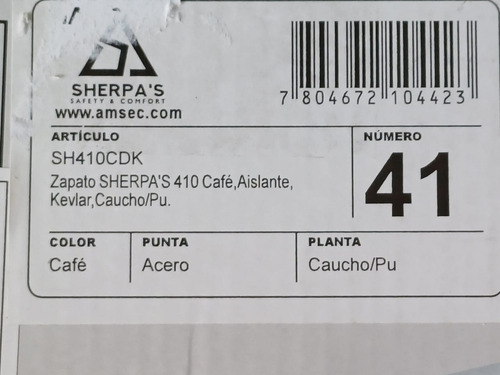 SHERPA'S
SAFETY & COMFORT
www.amsec.com
7 804672 104423
ARTÍCULO
SH410CDK
Zapato SHERPA'S 410 Café,Aislante,
Kevlar,Caucho/Pu.
NÚMERO
41
COLOR
Café
PUNTA
Acero
PLANTA
Caucho/Pu